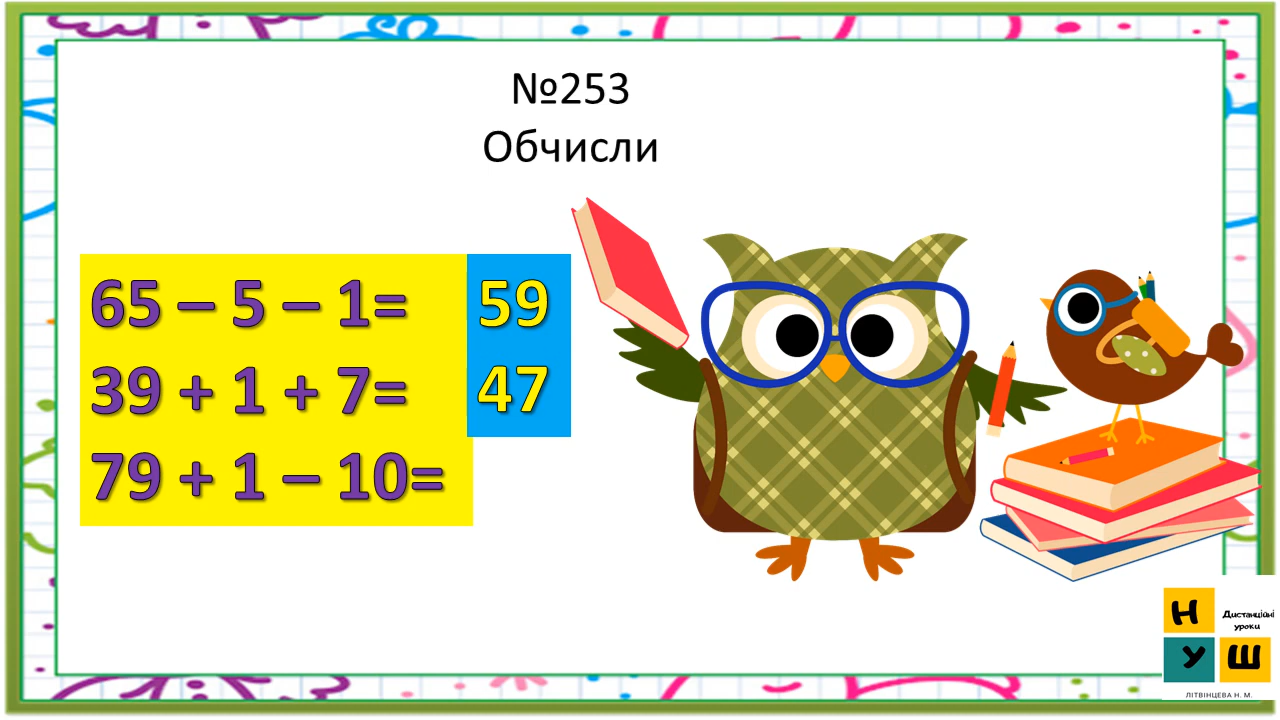 №253
Обчисли
65 – 5 – 1= 59
39 + 1 + 7= 47
79 + 1 – 10=
Н Дистанційні
уроки
У Ш
ЛІТВІНЦЕВА Н. М.